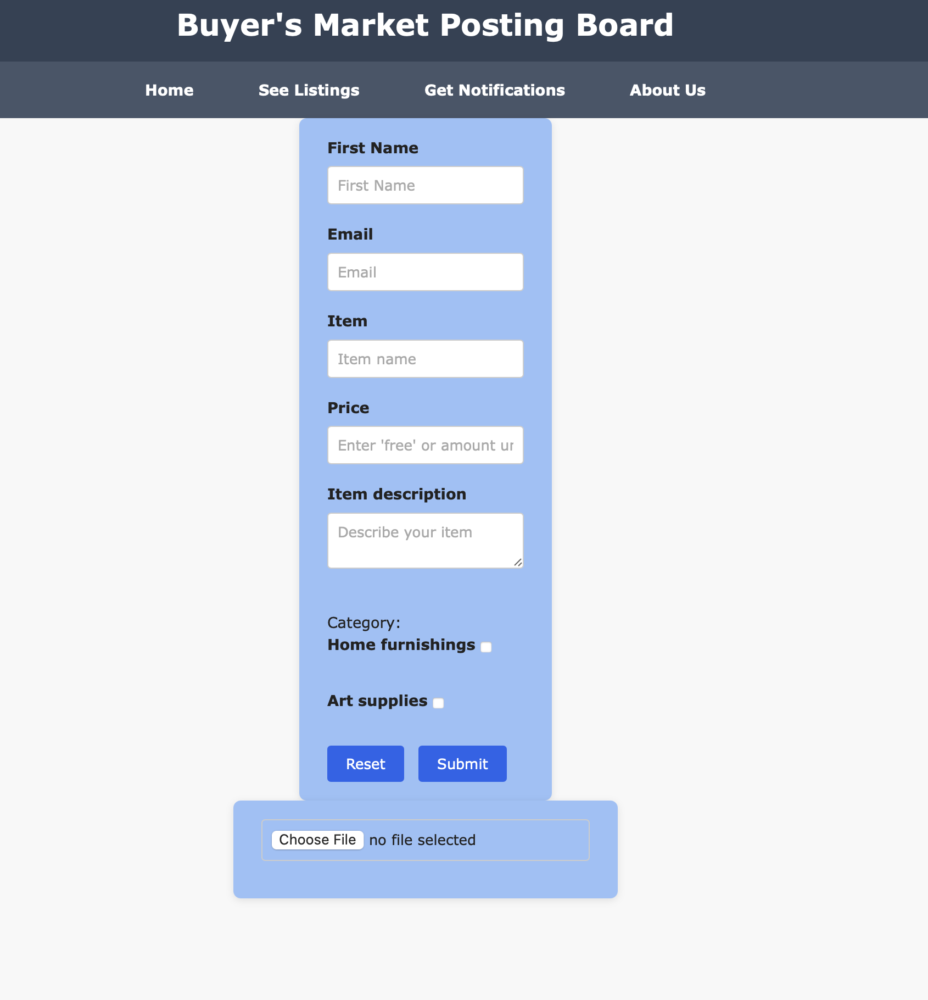 Buyer's Market Posting Board
Home See Listings Get Notifications About Us
First Name
First Name
Email
Email
Item
Item name
Price
Enter 'free' or amount
Item description
Describe your item
Category:
Home furnishings
Art supplies
Reset Submit
Choose File no file selected